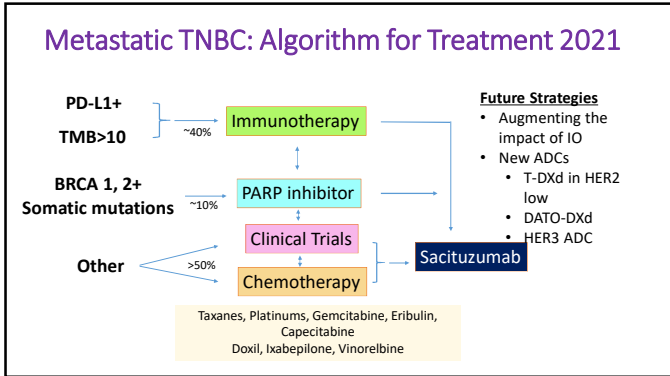 Metastatic TNBC: Algorithm for Treatment 2021
PD-L1+
TMB>10
~40%
Immunotherapy
BRCA 1, 2+
Somatic mutations
~10%
PARP inhibitor
Other
>50%
Clinical Trials
Chemotherapy
Sacituzumab
Taxanes, Platinums, Gemcitabine, Eribulin,
Capecitabine
Doxil, Ixabepilone, Vinorelbine
Future Strategies
• Augmenting the
impact of IO
• New ADCs
• T-DXd in HER2
low
• DATO-DXd
• HER3 ADC